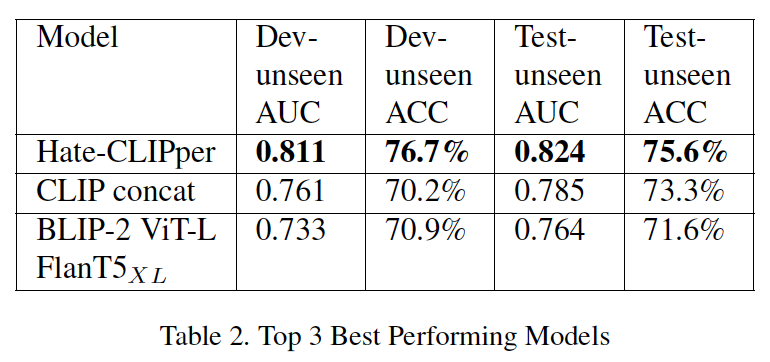 Model Dev- Dev- Test- Test-
unseen unseen unseen unseen
AUC ACC AUC ACC
Hate-CLIPper 0.811 76.7% 0.824 75.6%
CLIP concat 0.761 70.2% 0.785 73.3%
BLIP-2 ViT-L 0.733 70.9% 0.764 71.6%
FlanT5XL
Table 2. Top 3 Best Performing Models